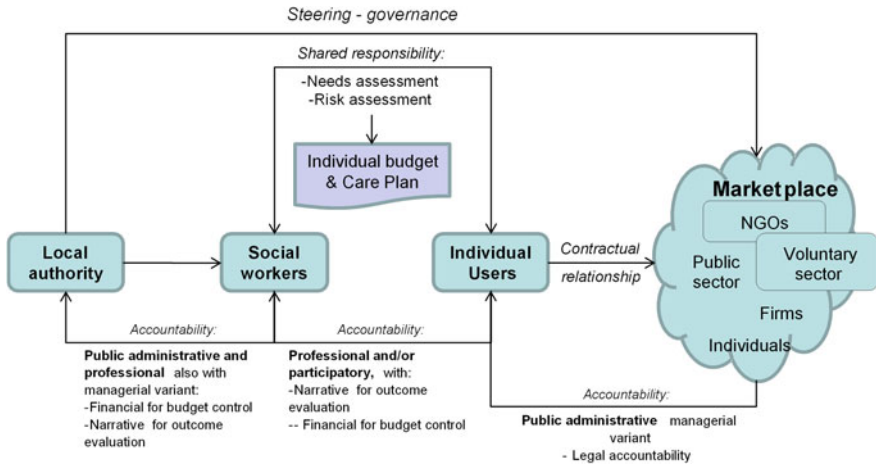 Steering - governance
Shared responsibility:
-Needs assessment
-Risk assessment
Individual budget
& Care Plan
Local
authority
Social
workers
Individual
Users
Contractual
relationship
Market place
NGOs
Voluntary
sector
Public
sector
Firms
Individuals
Accountability:
Public administrative and
professional also with
managerial variant:
-Financial for budget control
-Narrative for outcome
evaluation
Accountability:
Professional and/or
participatory, with:
-Narrative for outcome
evaluation
-- Financial for budget control
Accountability:
Public administrative managerial
variant
- Legal accountability